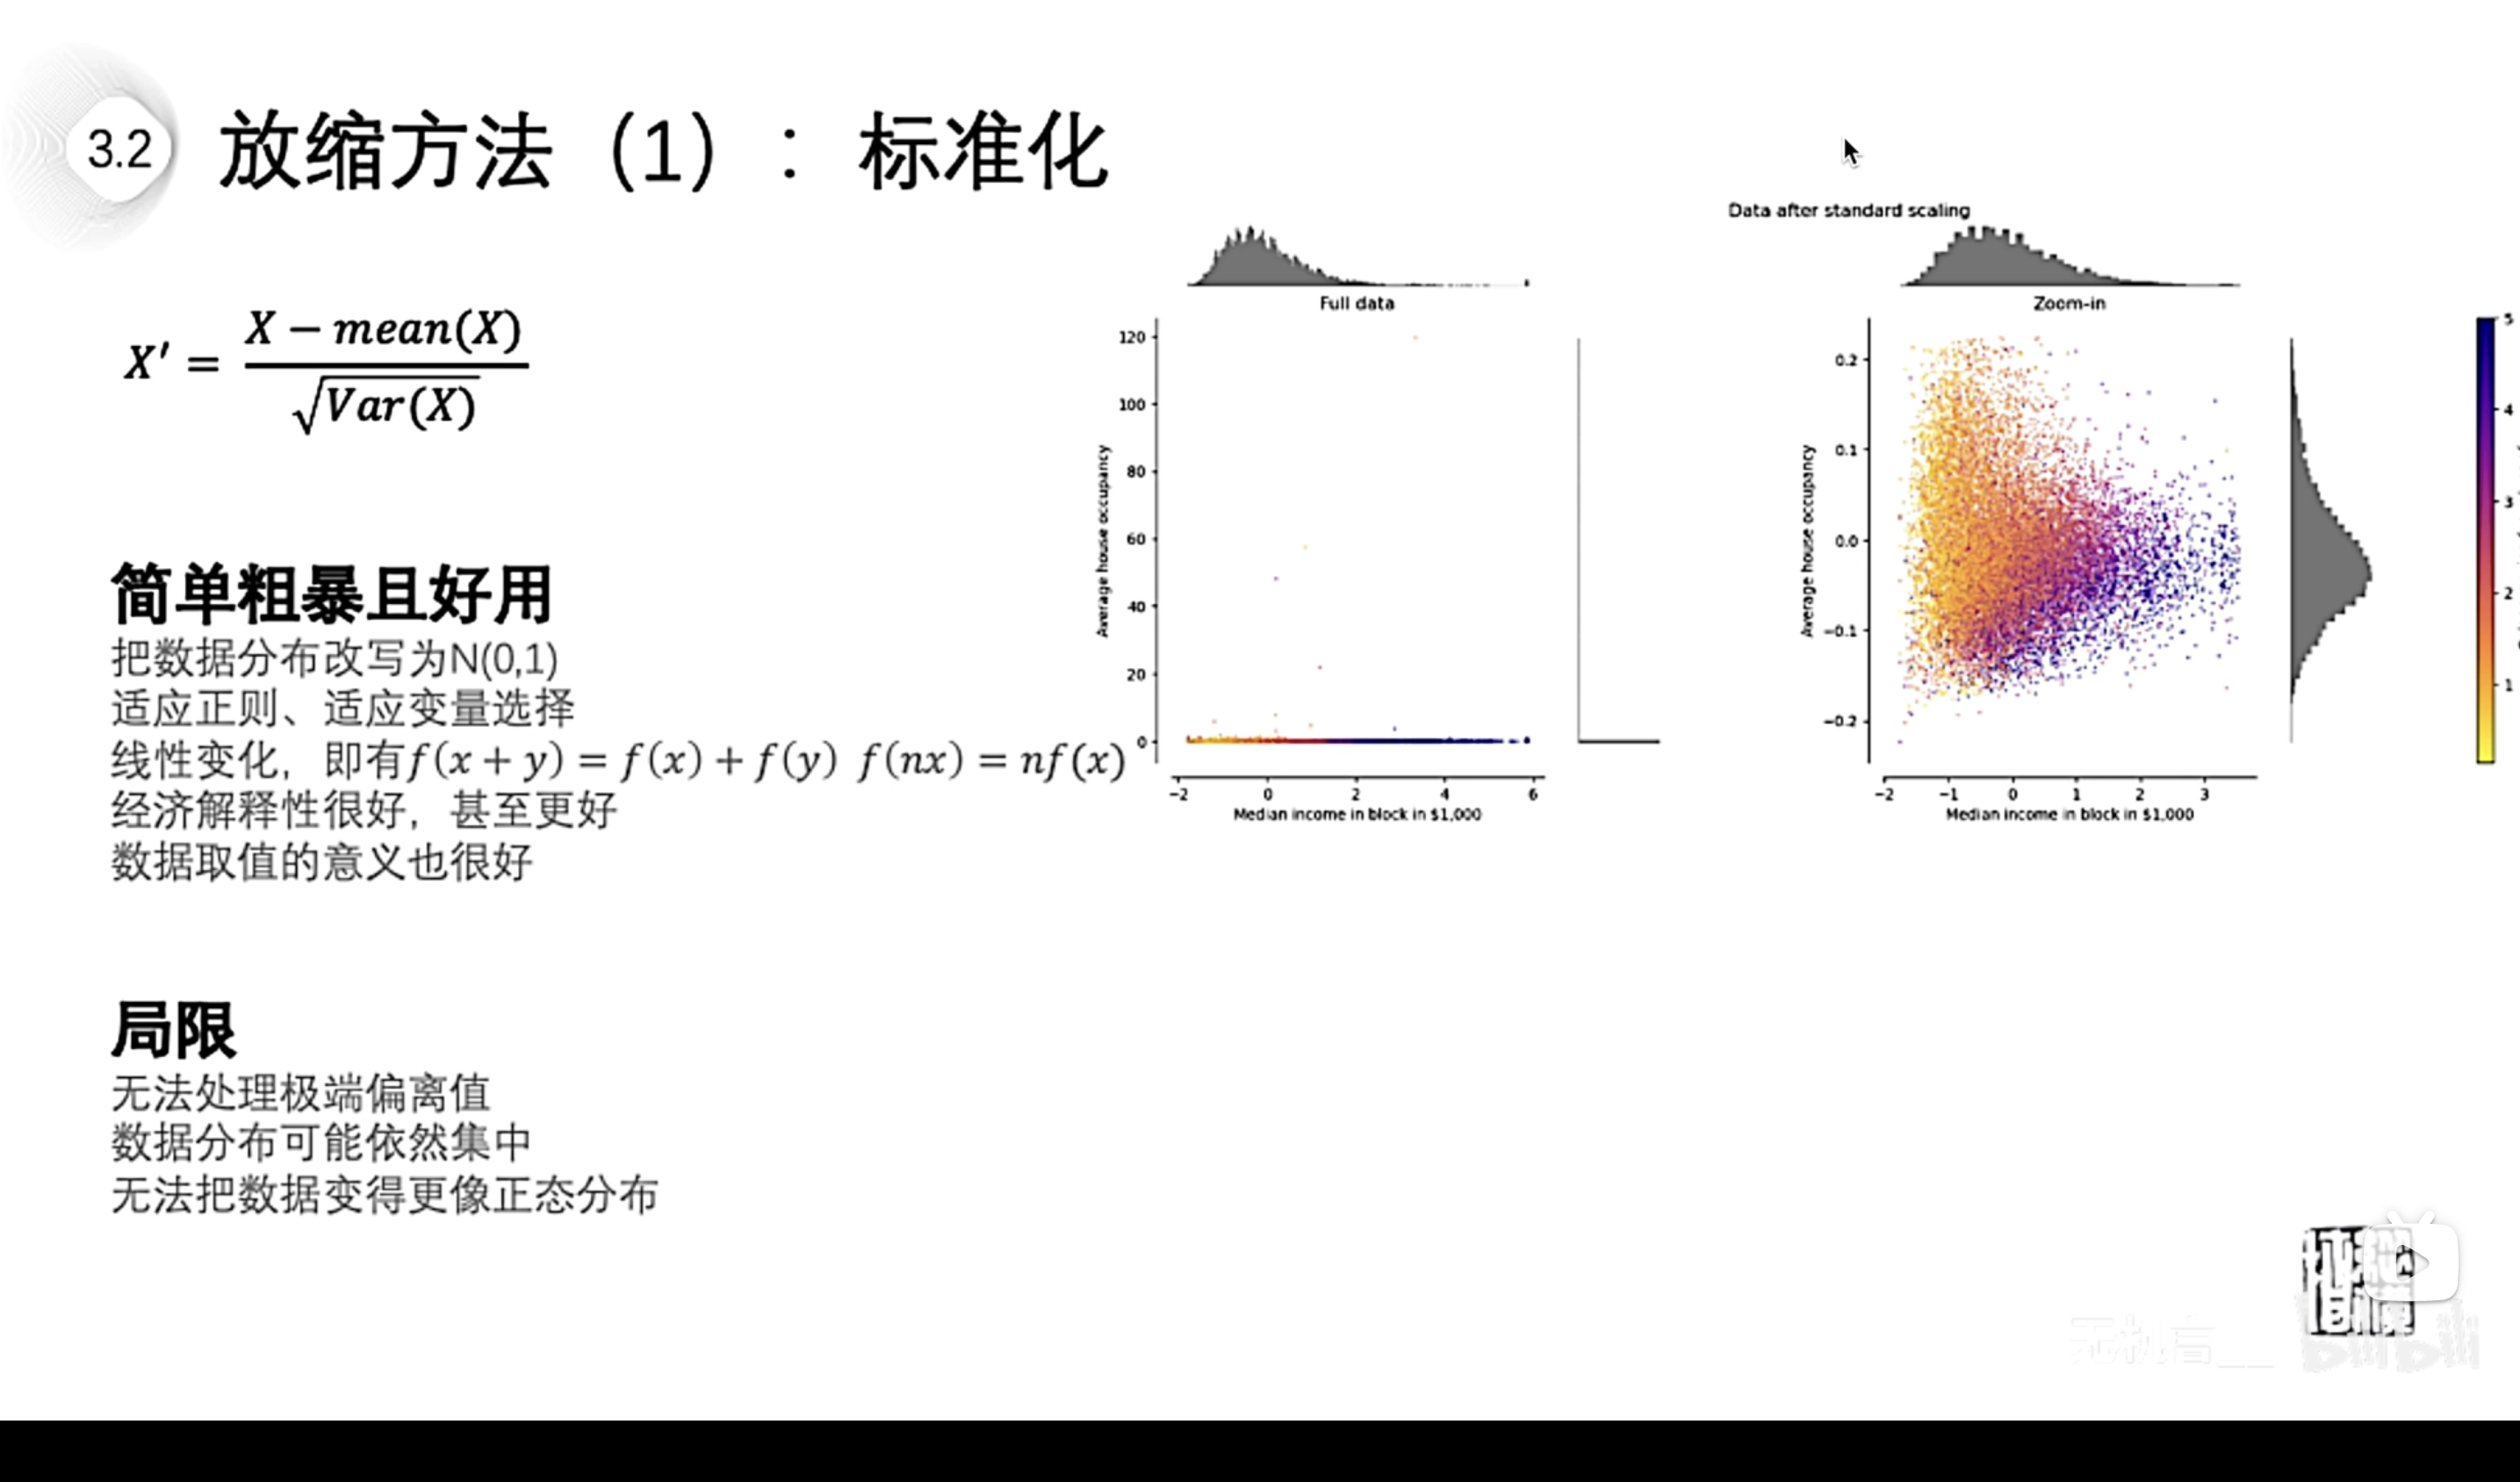 3.2
放缩方法（1）：标准化
X′ = (X − mean(X)) / √Var(X)
简单粗暴且好用
把数据分布改写为N(0,1)
适应正则、适应变量选择
线性变化，即有f(x + y) = f(x) + f(y) f(nx) = nf(x)
经济解释性很好，甚至更好
数据取值的意义也很好
局限
无法处理极端偏离值
数据分布可能依然集中
无法把数据变得更像正态分布
Data after standard scaling
Full data
Average house occupancy
120
100
80
60
40
20
0
−2 0 2 4 6
Median income in block in $1,000
Zoom-in
Average house occupancy
0.2
0.1
0.0
−0.1
−0.2
−2 −1 0 1 2 3
Median income in block in $1,000
5
4
3
2
1